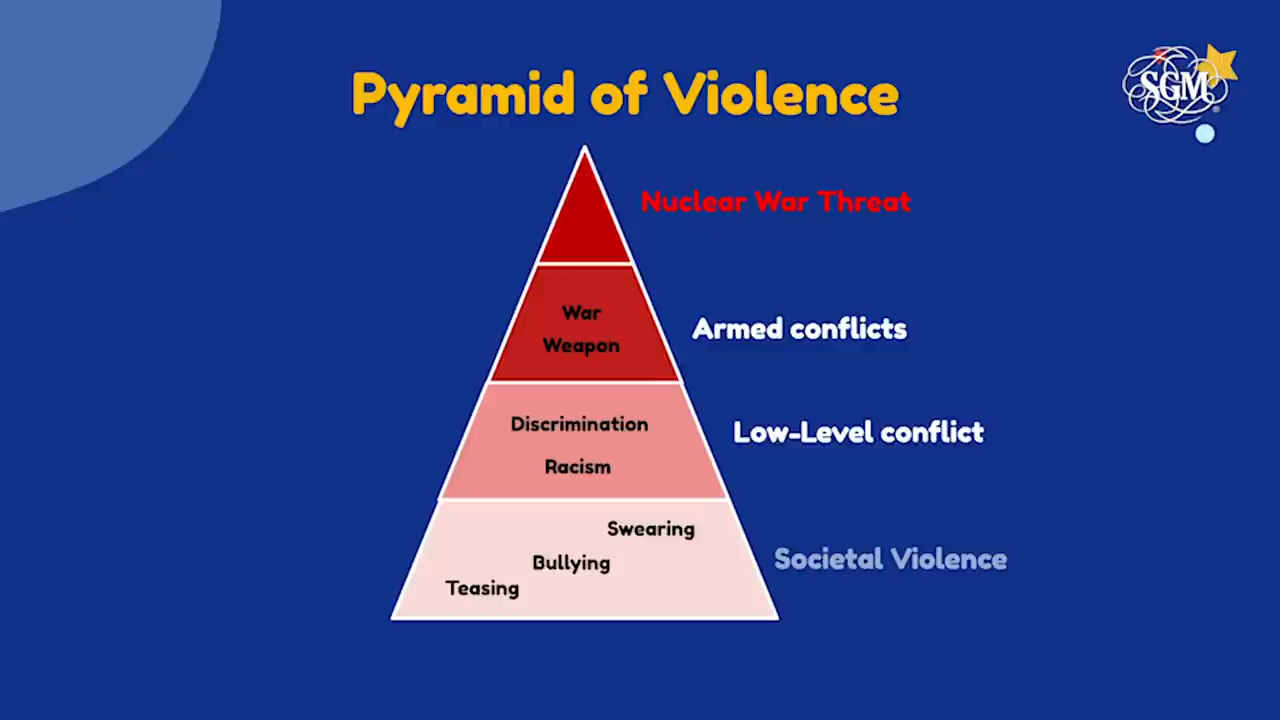 Pyramid of Violence
SGM
Nuclear War Threat
War
Weapon
Armed conflicts
Discrimination
Racism
Low-Level conflict
Swearing
Bullying
Teasing
Societal Violence